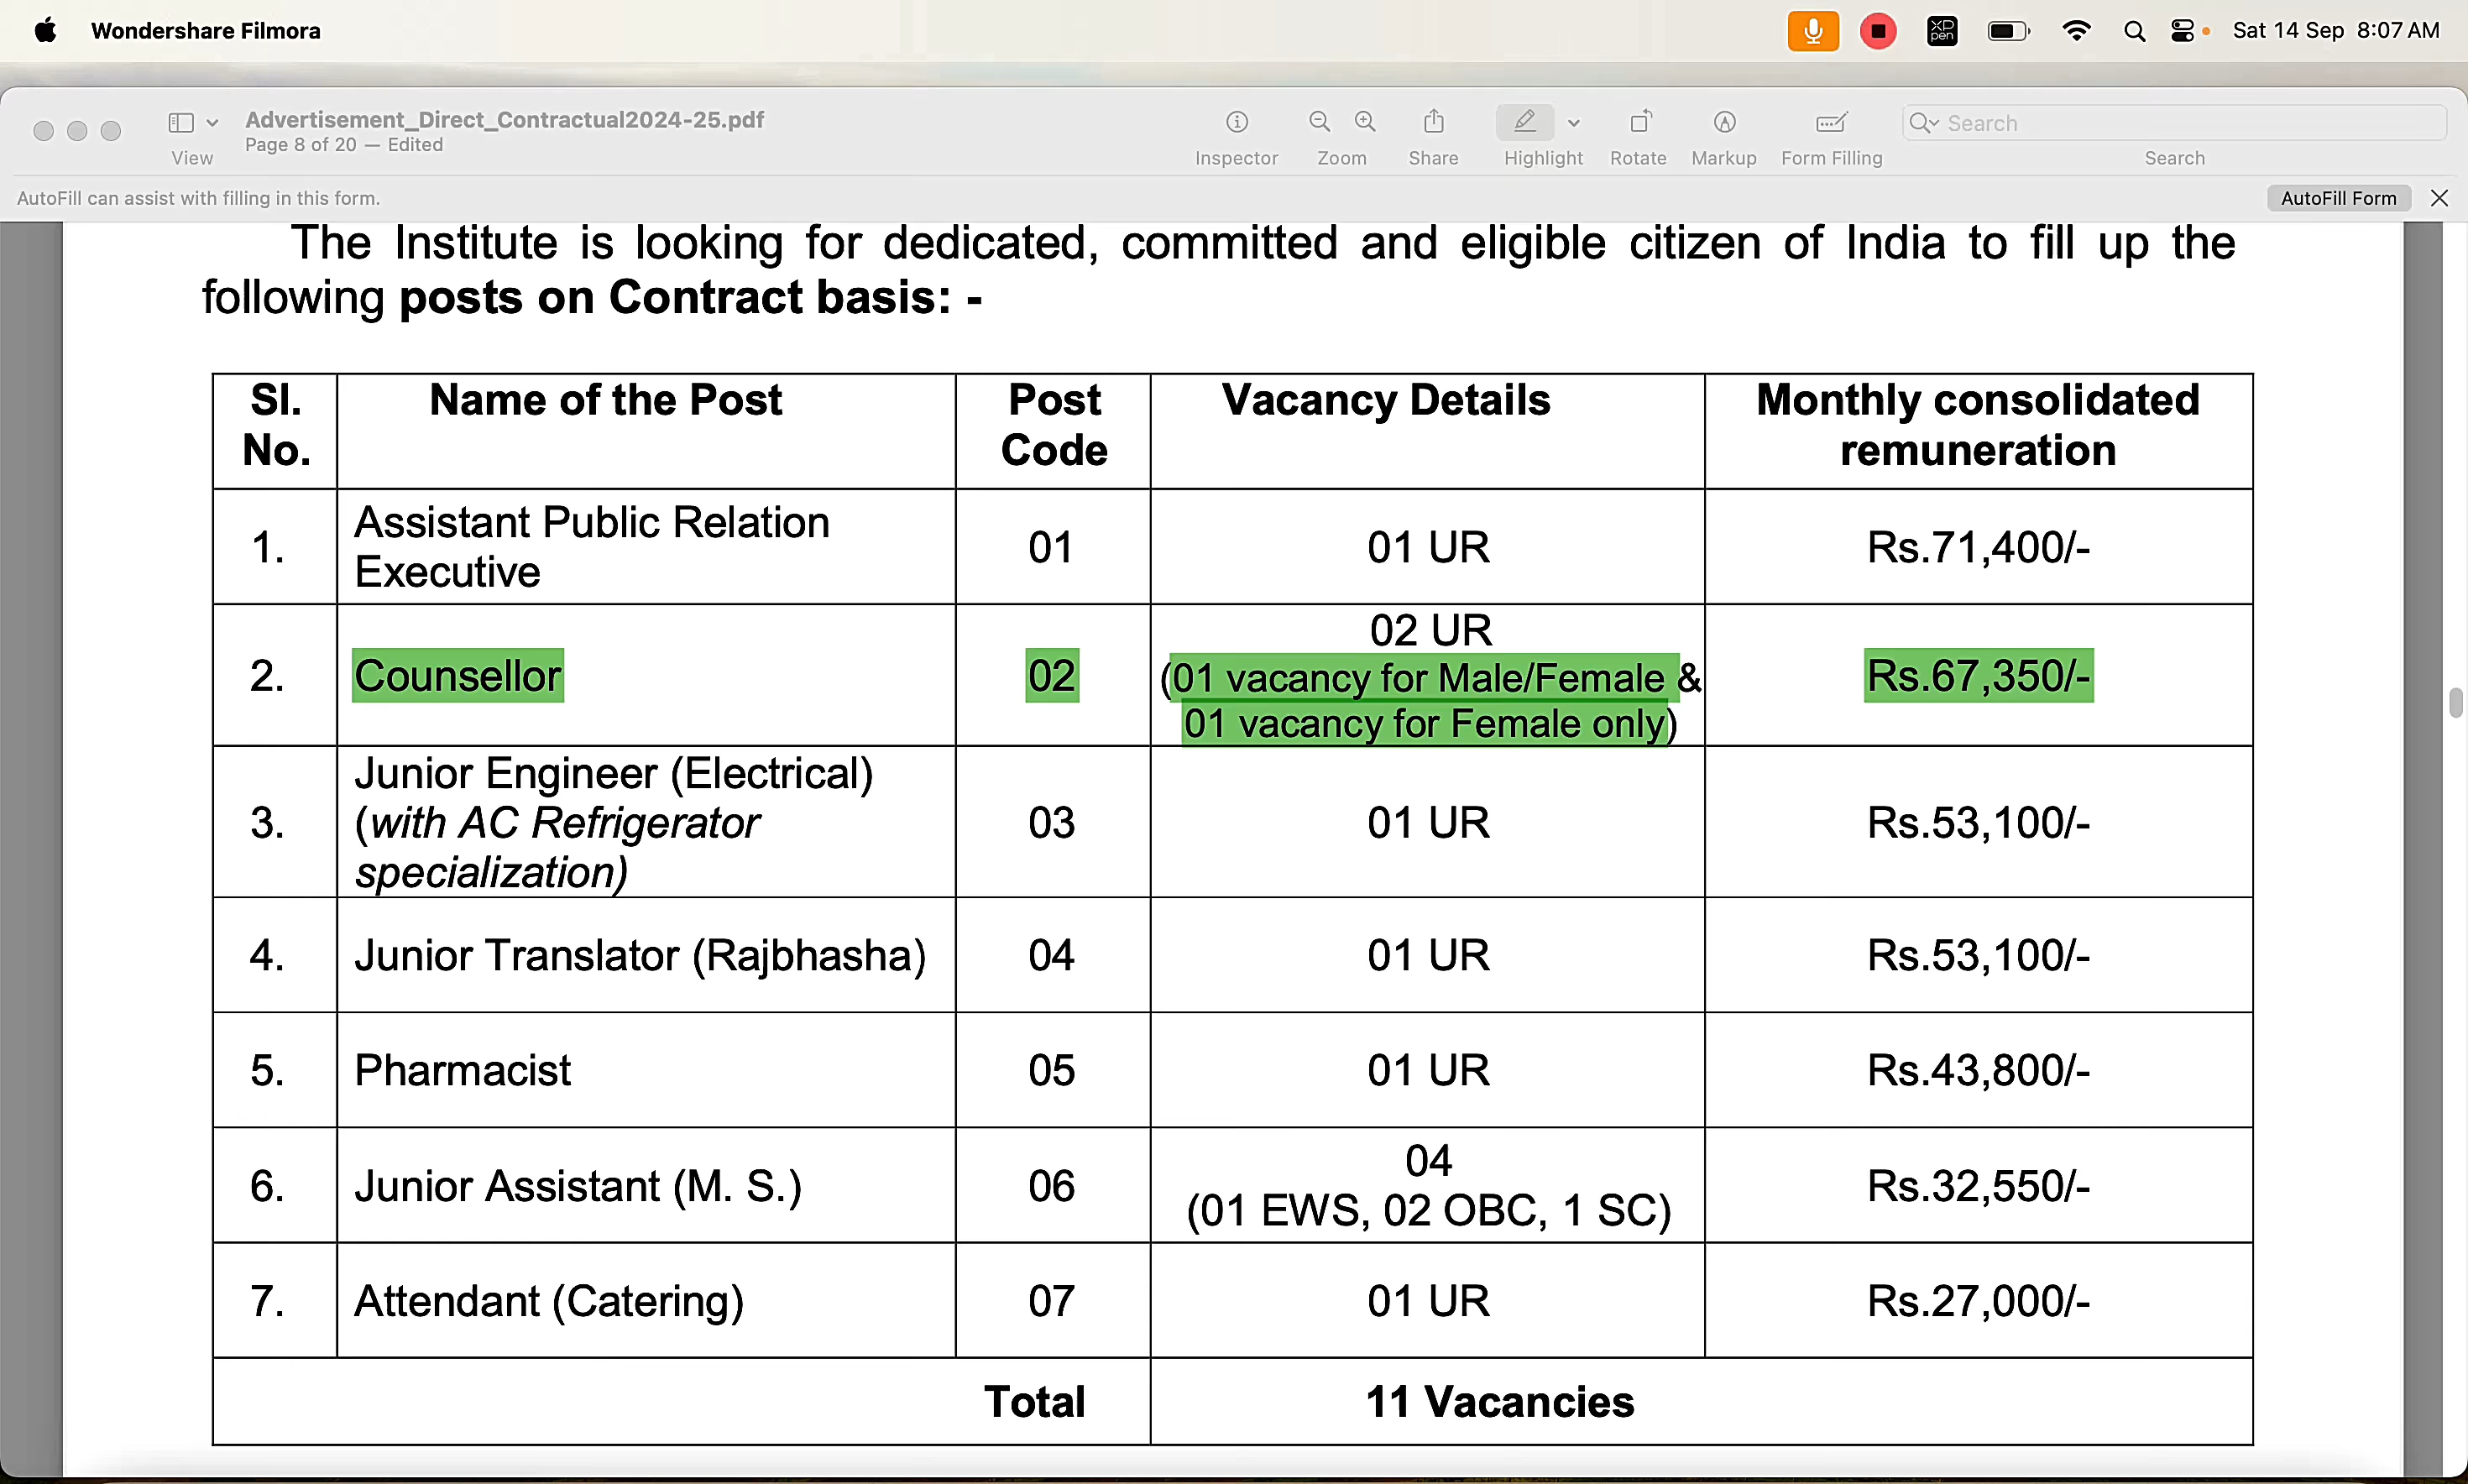 Wondershare Filmora
XP pen
Sat 14 Sep 8:07 AM
Advertisement_Direct_Contractual2024-25.pdf
Page 8 of 20 — Edited
View
Inspector
Zoom
Share
Highlight
Rotate
Markup
Form Filling
Search
Search
AutoFill can assist with filling in this form.
AutoFill Form
The Institute is looking for dedicated, committed and eligible citizen of India to fill up the
following posts on Contract basis: -
Sl. No.
Name of the Post
Post Code
Vacancy Details
Monthly consolidated remuneration
1.
Assistant Public Relation
Executive
01
01 UR
Rs.71,400/-
2.
Counsellor
02
02 UR
(01 vacancy for Male/Female &
01 vacancy for Female only)
Rs.67,350/-
3.
Junior Engineer (Electrical)
(with AC Refrigerator
specialization)
03
01 UR
Rs.53,100/-
4.
Junior Translator (Rajbhasha)
04
01 UR
Rs.53,100/-
5.
Pharmacist
05
01 UR
Rs.43,800/-
6.
Junior Assistant (M. S.)
06
04
(01 EWS, 02 OBC, 1 SC)
Rs.32,550/-
7.
Attendant (Catering)
07
01 UR
Rs.27,000/-
Total
11 Vacancies